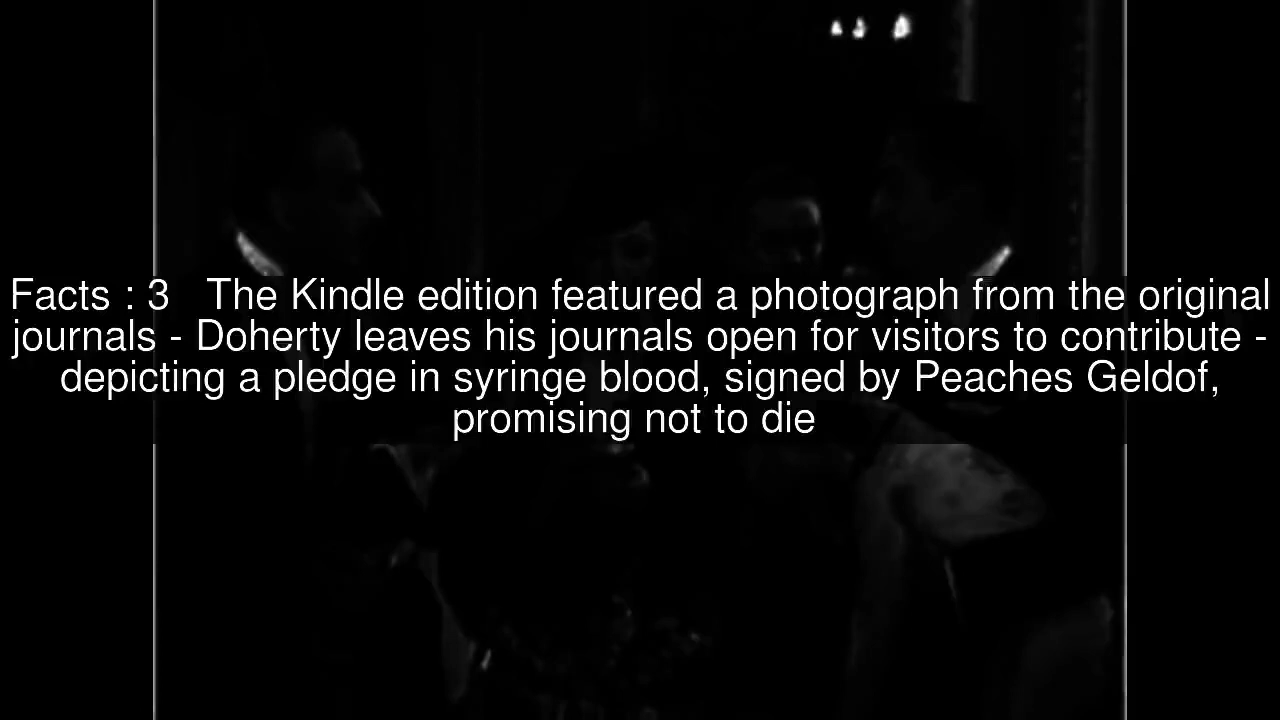 Facts : 3 The Kindle edition featured a photograph from the original
journals - Doherty leaves his journals open for visitors to contribute -
depicting a pledge in syringe blood, signed by Peaches Geldof,
promising not to die